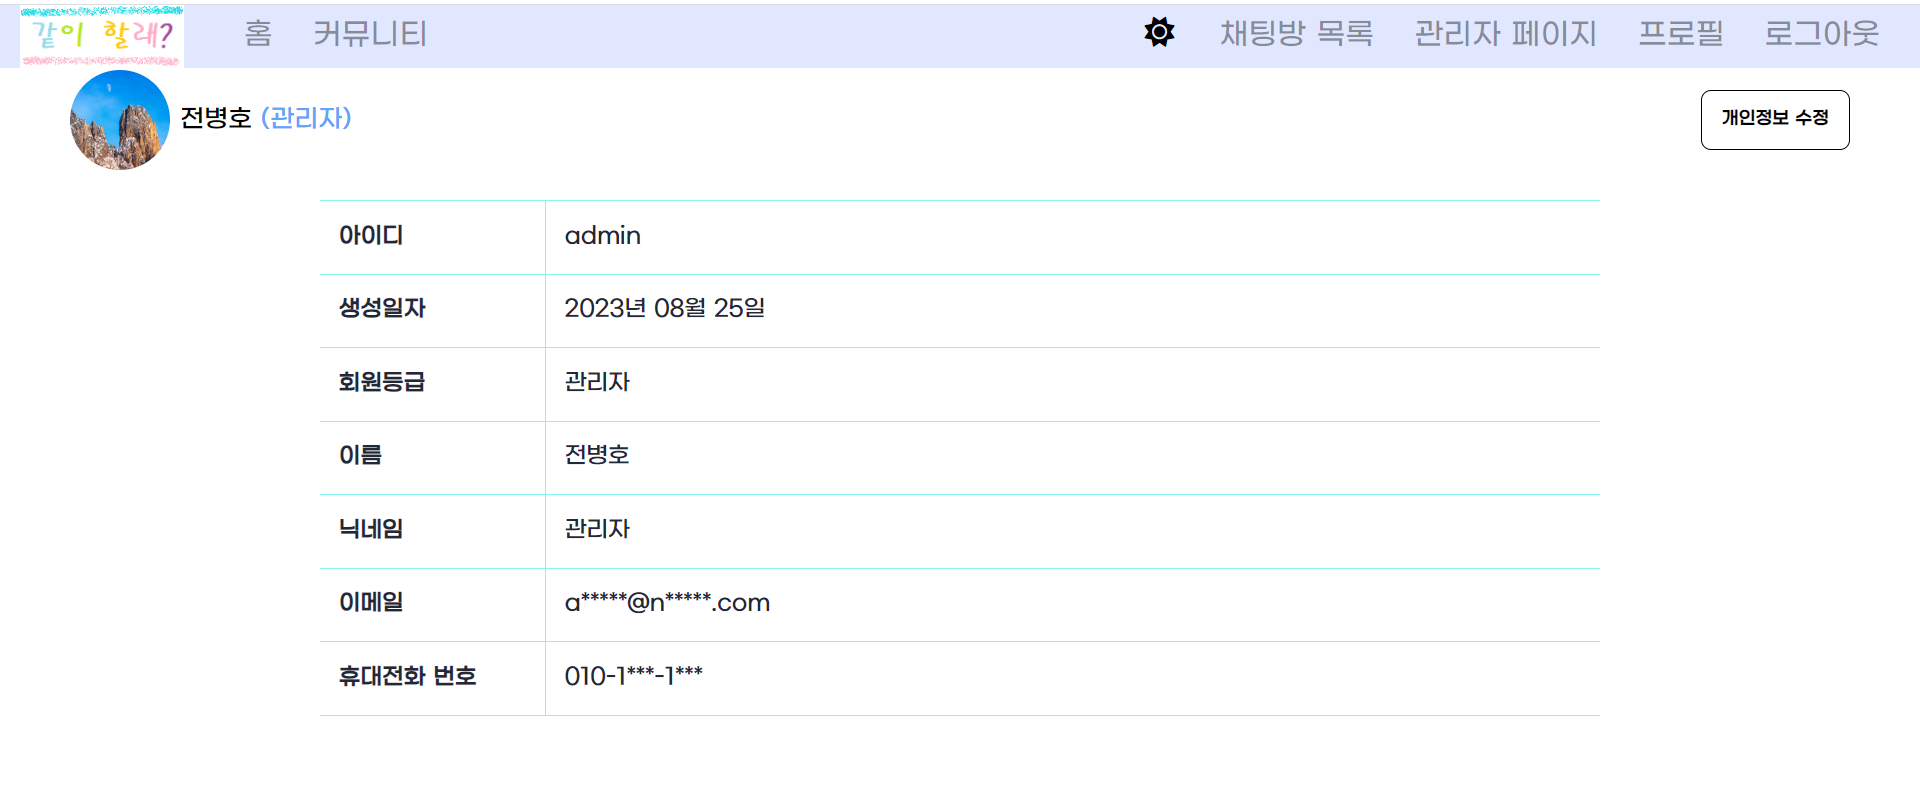 같이 할래?
홈 커뮤니티 채팅방 목록 관리자 페이지 프로필 로그아웃
전병호 (관리자) 개인정보 수정
아이디 admin
생성일자 2023년 08월 25일
회원등급 관리자
이름 전병호
닉네임 관리자
이메일 a*****@n*****.com
휴대전화 번호 010-1***-1***